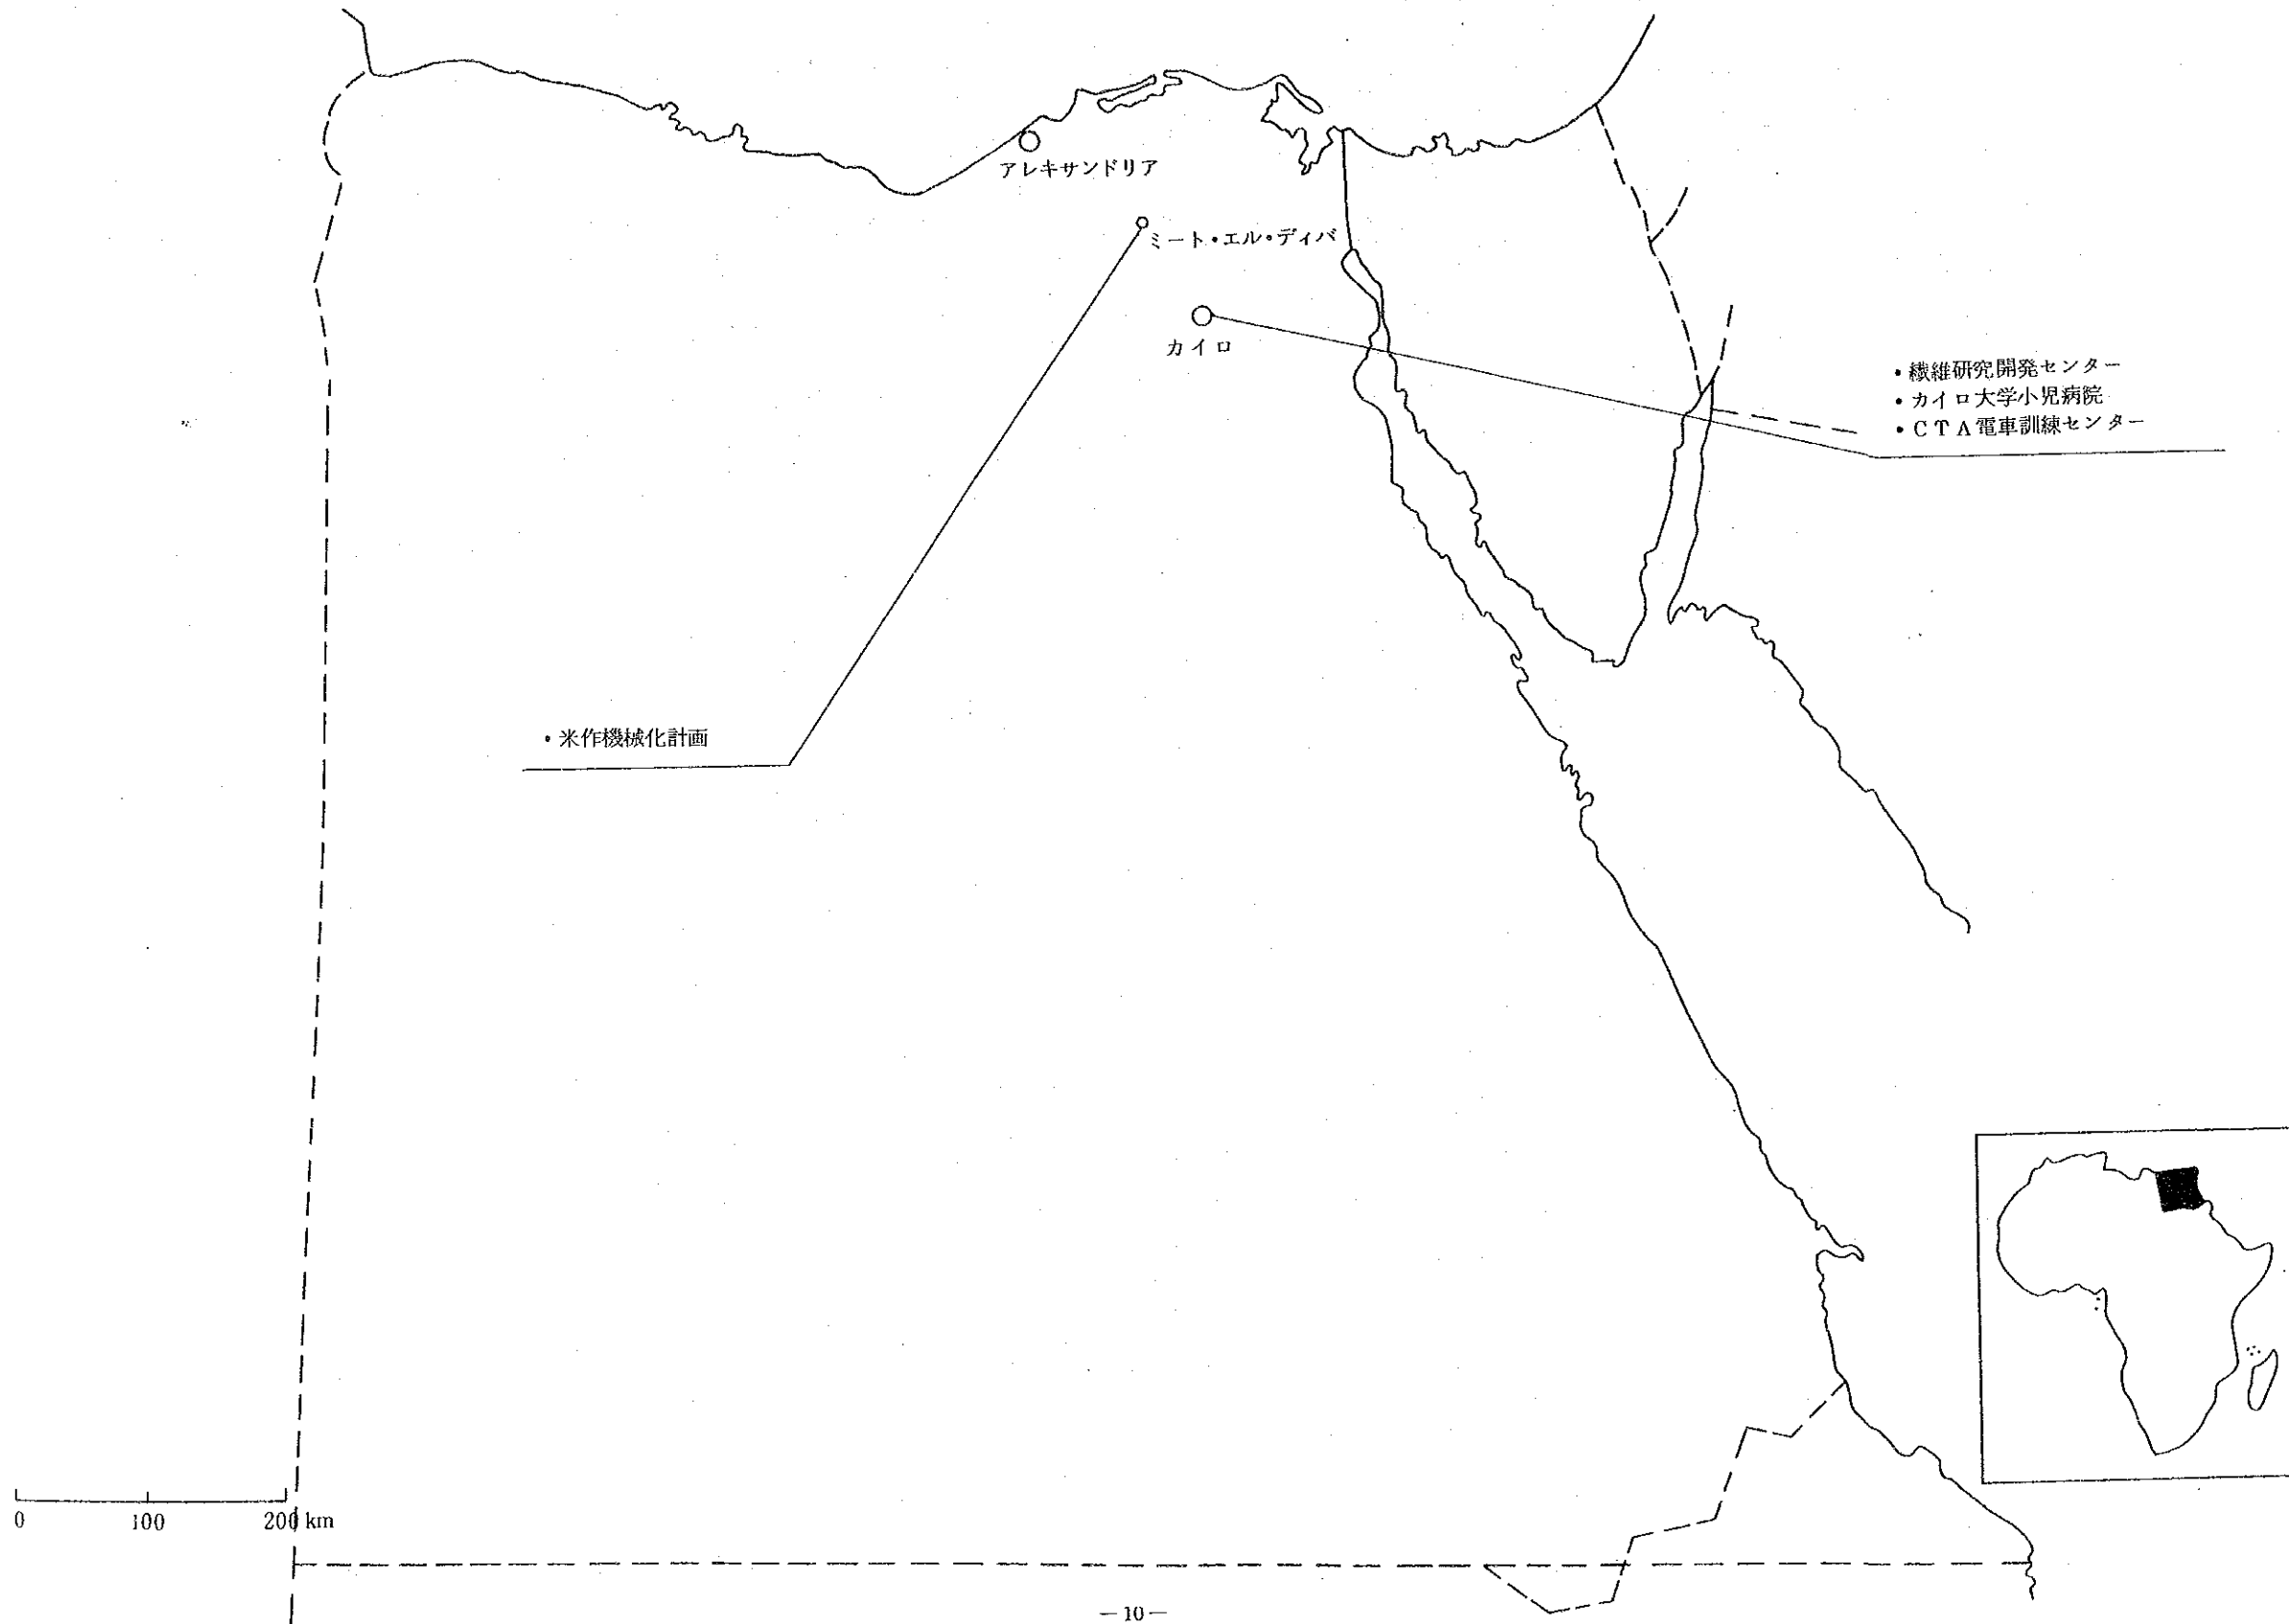 アレキサンドリア
ミート・エル・ディバ
カイロ
・繊維研究開発センター
・カイロ大学小児病院
・CTA電車訓練センター
・米作機械化計画
0 100 200 km
—10—